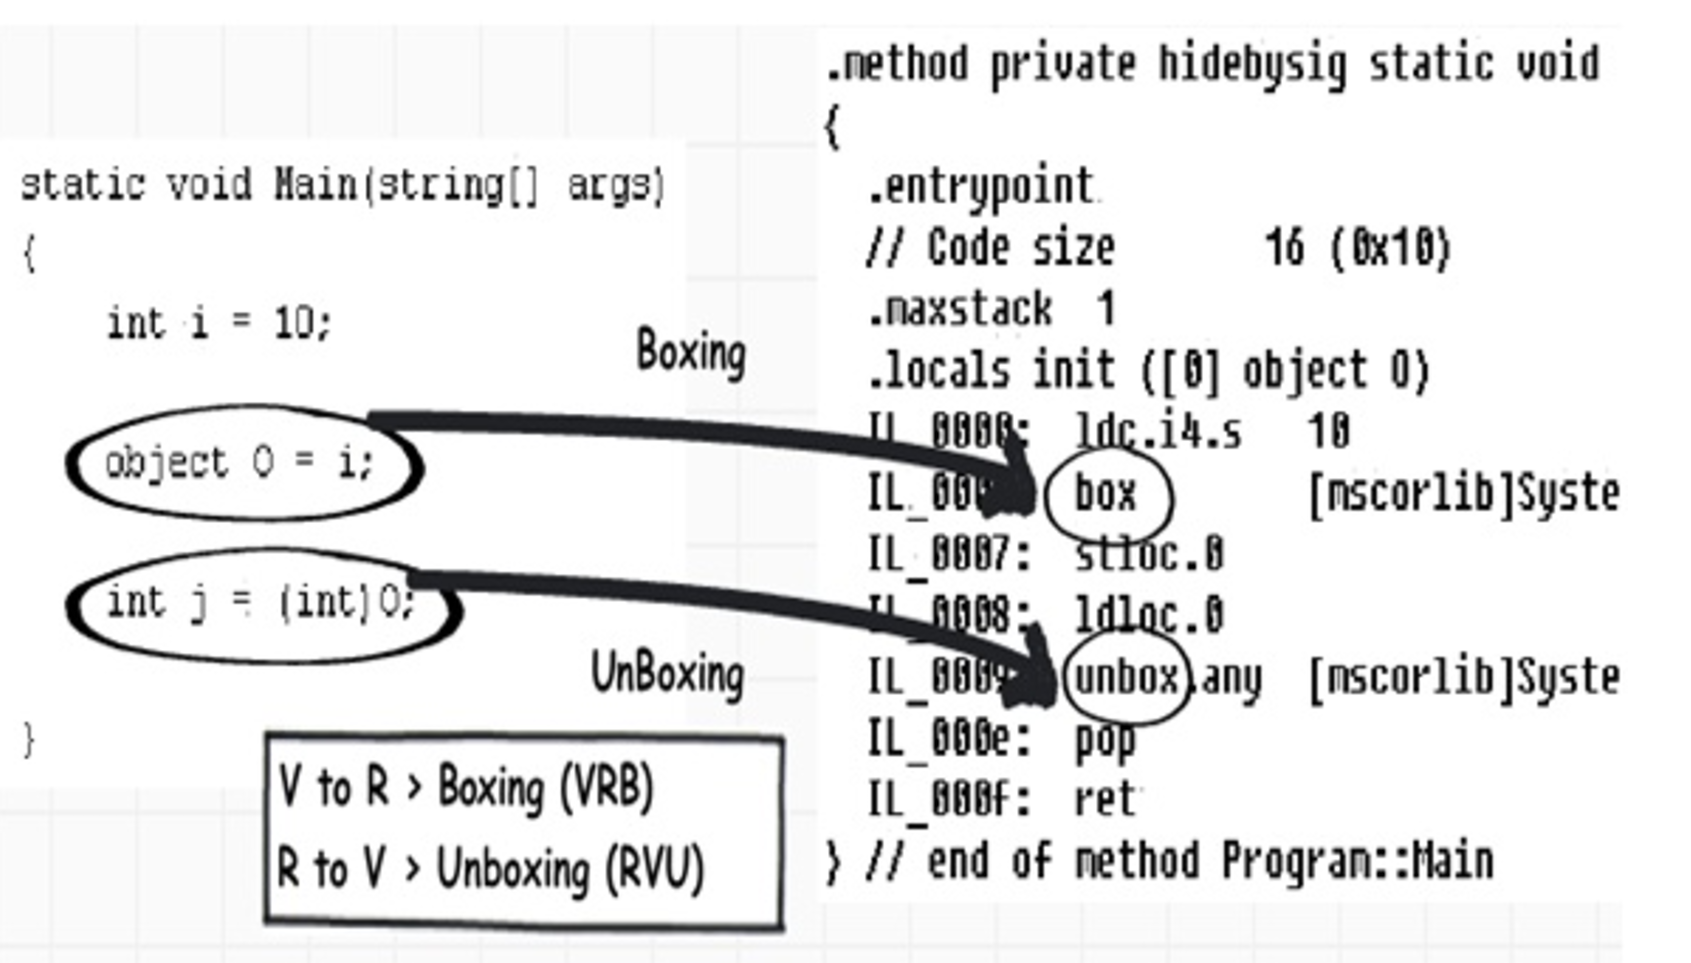 static void Main(string[] args)
{
int i = 10;
object O = i;
int j = (int)O;
}
Boxing
UnBoxing
V to R > Boxing (VRB)
R to V > Unboxing (RVU)
.method private hidebysig static void
{
.entrypoint
// Code size 16 (0x10)
.maxstack 1
.locals init ([0] object O)
IL_0000: ldc.i4.s 10
box [mscorlib]Syste
IL_0007: stloc.0
IL_0008: ldloc.0
IL_0009 unbox.any [mscorlib]Syste
IL_000e: pop
IL_000f: ret
} // end of method Program::Main